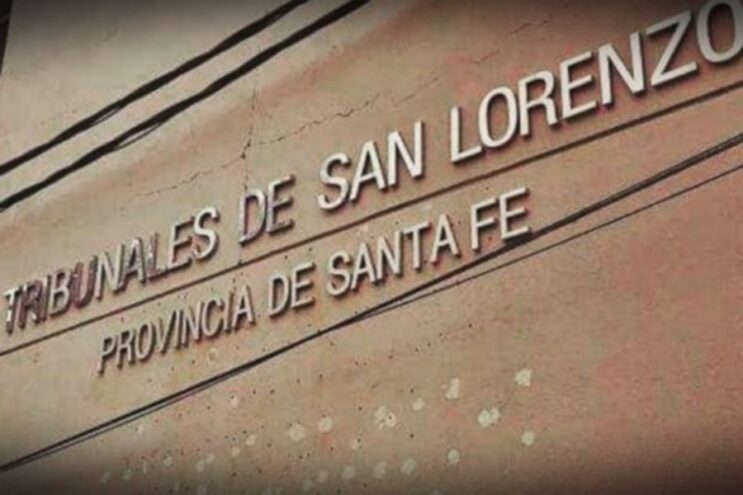 TRIBUNALES DE SAN LORENZO
PROVINCIA DE SANTA FE